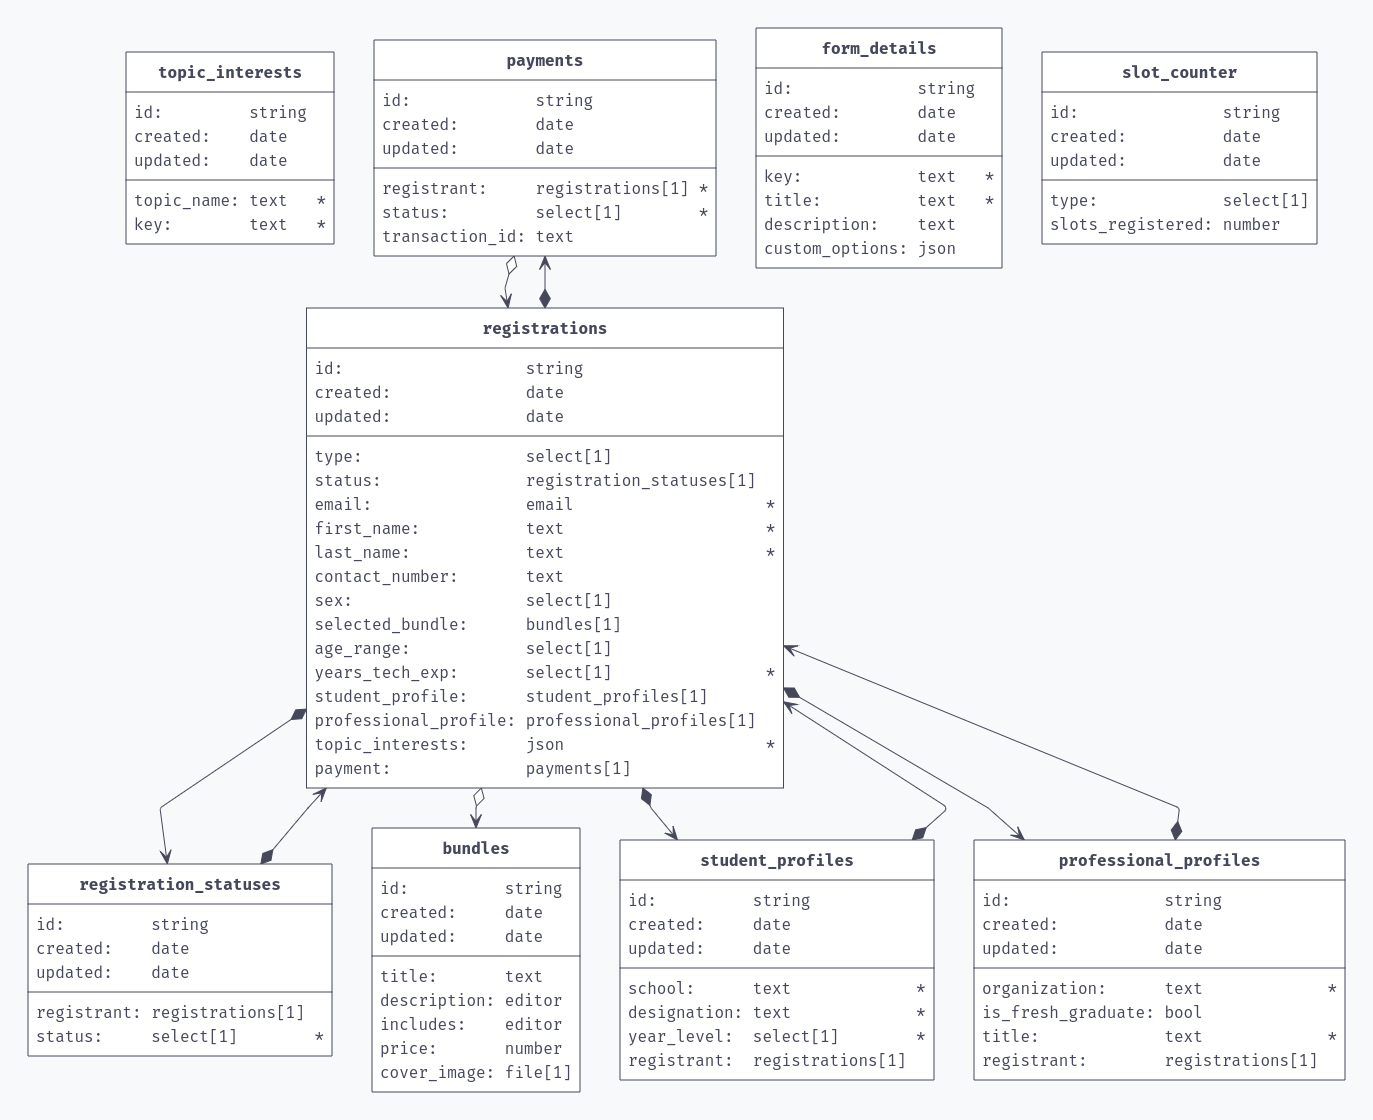 topic_interests
id: string
created: date
updated: date
topic_name: text *
key: text *
payments
id: string
created: date
updated: date
registrant: registrations[1] *
status: select[1] *
transaction_id: text
form_details
id: string
created: date
updated: date
key: text *
title: text *
description: text
custom_options: json
slot_counter
id: string
created: date
updated: date
type: select[1]
slots_registered: number
registrations
id: string
created: date
updated: date
type: select[1]
status: registration_statuses[1]
email: email *
first_name: text *
last_name: text *
contact_number: text
sex: select[1]
selected_bundle: bundles[1]
age_range: select[1]
years_tech_exp: select[1] *
student_profile: student_profiles[1]
professional_profile: professional_profiles[1]
topic_interests: json *
payment: payments[1]
registration_statuses
id: string
created: date
updated: date
registrant: registrations[1]
status: select[1] *
bundles
id: string
created: date
updated: date
title: text
description: editor
includes: editor
price: number
cover_image: file[1]
student_profiles
id: string
created: date
updated: date
school: text *
designation: text *
year_level: select[1] *
registrant: registrations[1]
professional_profiles
id: string
created: date
updated: date
organization: text *
is_fresh_graduate: bool
title: text *
registrant: registrations[1]